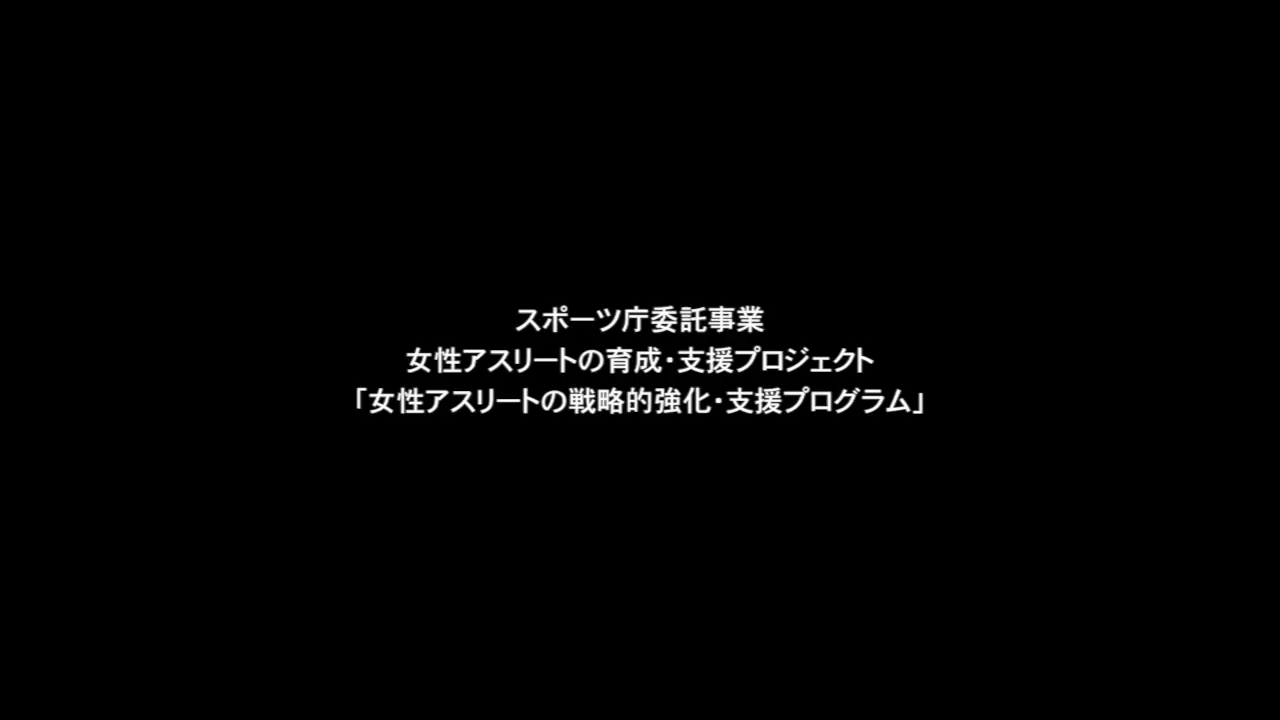 スポーツ庁委託事業
女性アスリートの育成・支援プロジェクト
「女性アスリートの戦略的強化・支援プログラム」